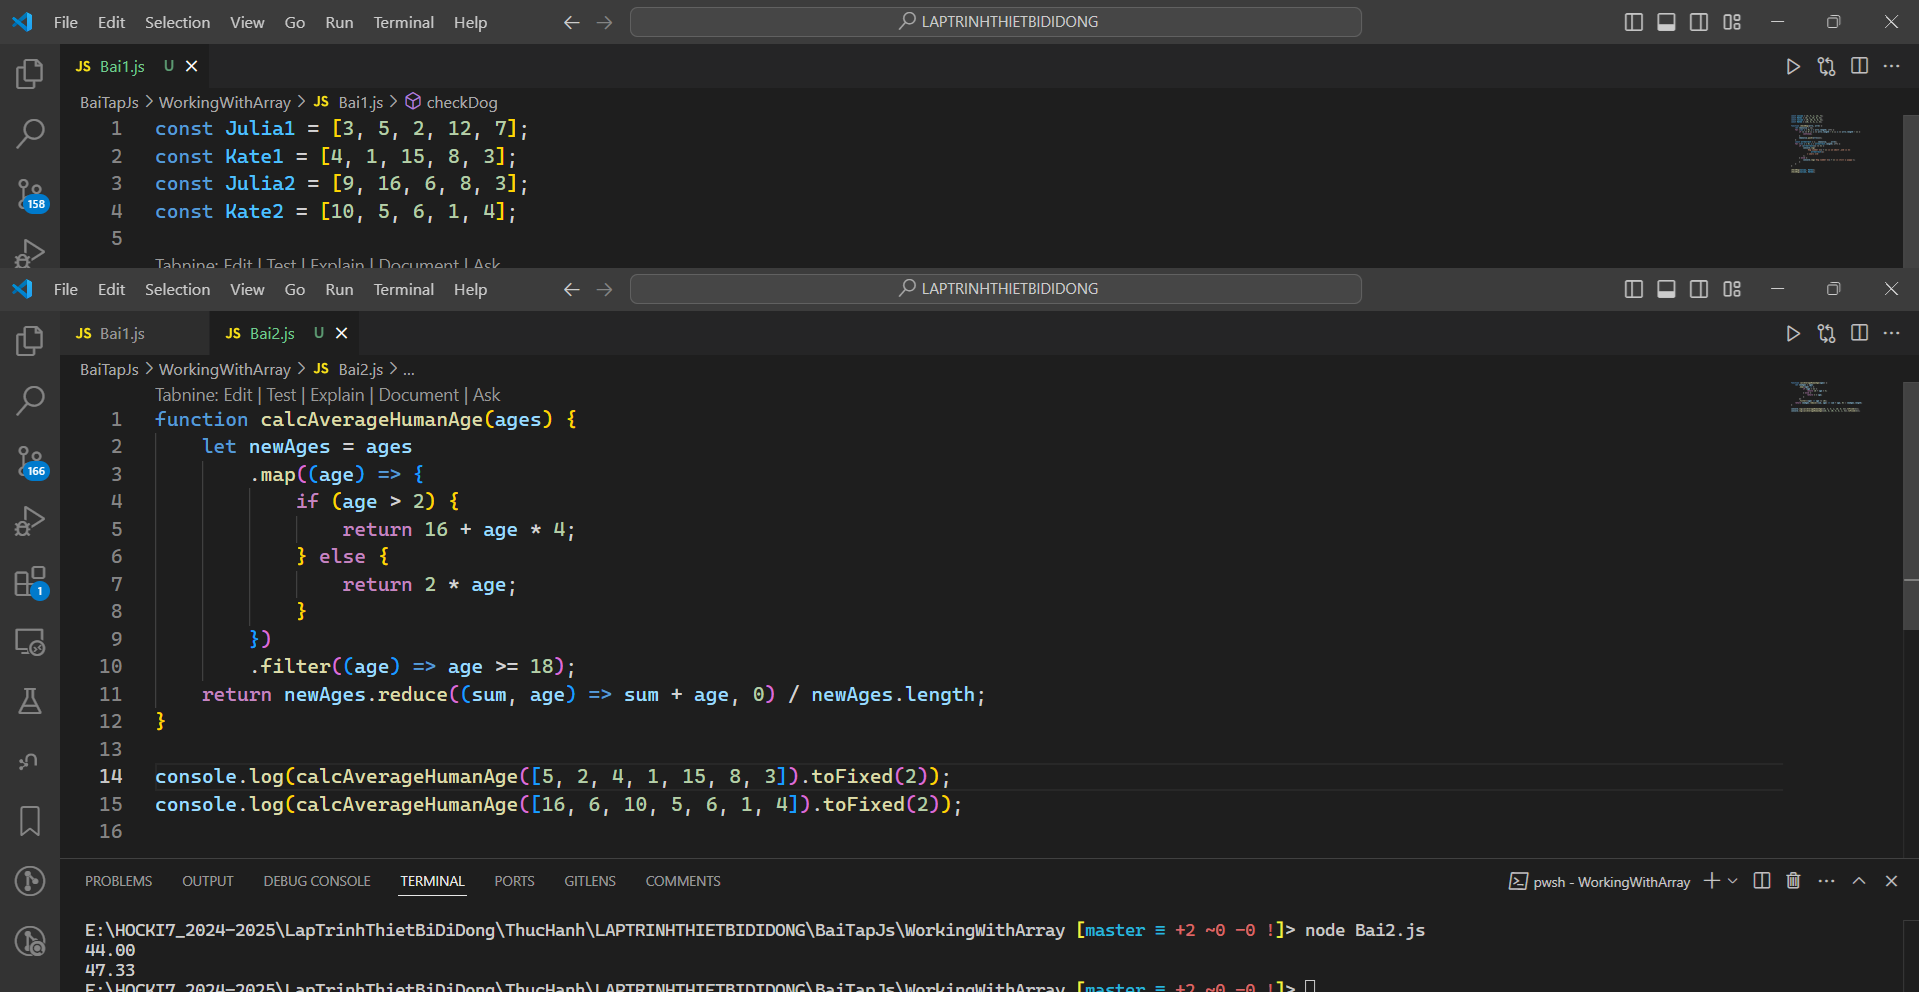 File Edit Selection View Go Run Terminal Help LAPTRINHTHIETBIDIDONG
JS Bai1.js U
BaiTapJs > WorkingWithArray > JS Bai1.js > checkDog
1 const Julia1 = [3, 5, 2, 12, 7];
2 const Kate1 = [4, 1, 15, 8, 3];
3 const Julia2 = [9, 16, 6, 8, 3];
4 const Kate2 = [10, 5, 6, 1, 4];
158
5
Tabnine: Edit | Test | Explain | Document | Ask
File Edit Selection View Go Run Terminal Help LAPTRINHTHIETBIDIDONG
JS Bai1.js JS Bai2.js U
BaiTapJs > WorkingWithArray > JS Bai2.js > ...
Tabnine: Edit | Test | Explain | Document | Ask
1 function calcAverageHumanAge(ages) {
2 let newAges = ages
3 .map((age) => {
166
4 if (age > 2) {
5 return 16 + age * 4;
6 } else {
7 return 2 * age;
1
8 }
9 })
10 .filter((age) => age >= 18);
11 return newAges.reduce((sum, age) => sum + age, 0) / newAges.length;
12 }
13
14 console.log(calcAverageHumanAge([5, 2, 4, 1, 15, 8, 3]).toFixed(2));
15 console.log(calcAverageHumanAge([16, 6, 10, 5, 6, 1, 4]).toFixed(2));
16
PROBLEMS OUTPUT DEBUG CONSOLE TERMINAL PORTS GITLENS COMMENTS pwsh - WorkingWithArray
E:\HOCKI7_2024-2025\LapTrinhThietBiDiDong\ThucHanh\LAPTRINHTHIETBIDIDONG\BaiTapJs\WorkingWithArray [master ≡ +2 ~0 -0 !]> node Bai2.js
44.00
47.33
E:\HOCKI7_2024-2025\LapTrinhThietBiDiDong\ThucHanh\LAPTRINHTHIETBIDIDONG\BaiTapJs\WorkingWithArray [master ≡ +2 ~0 -0 !]>